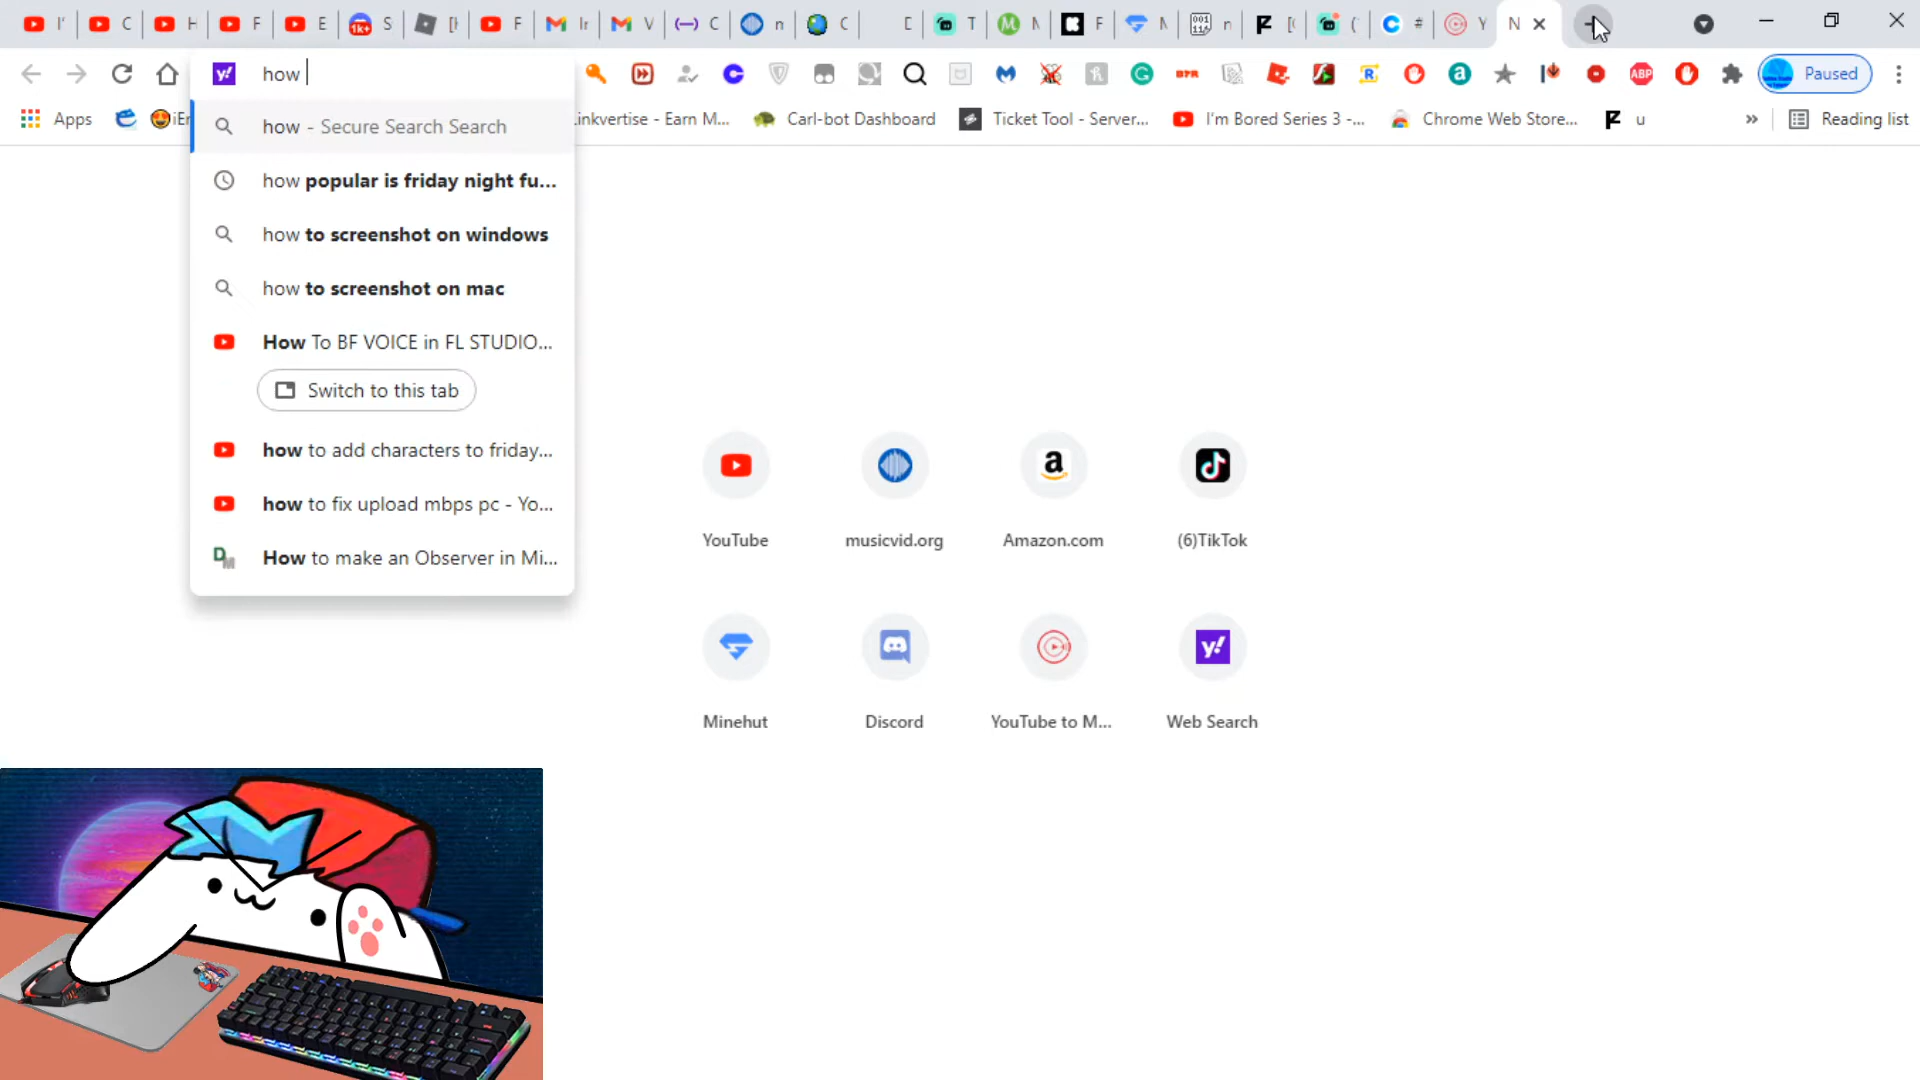 I'
C
H
F
E
1K+
S
[I
F
Ir
V
C
n
C
D
T
M
N
F
M
001
n
[(
(
#
Y
N
how
Paused
Apps
iEr
inkvertise - Earn M...
Carl-bot Dashboard
Ticket Tool - Server...
I'm Bored Series 3 -...
Chrome Web Store...
u
»
Reading list
how - Secure Search Search
how popular is friday night fu...
how to screenshot on windows
how to screenshot on mac
How To BF VOICE in FL STUDIO...
Switch to this tab
how to add characters to friday...
how to fix upload mbps pc - Yo...
How to make an Observer in Mi...
YouTube
musicvid.org
Amazon.com
(6)TikTok
Minehut
Discord
YouTube to M...
Web Search